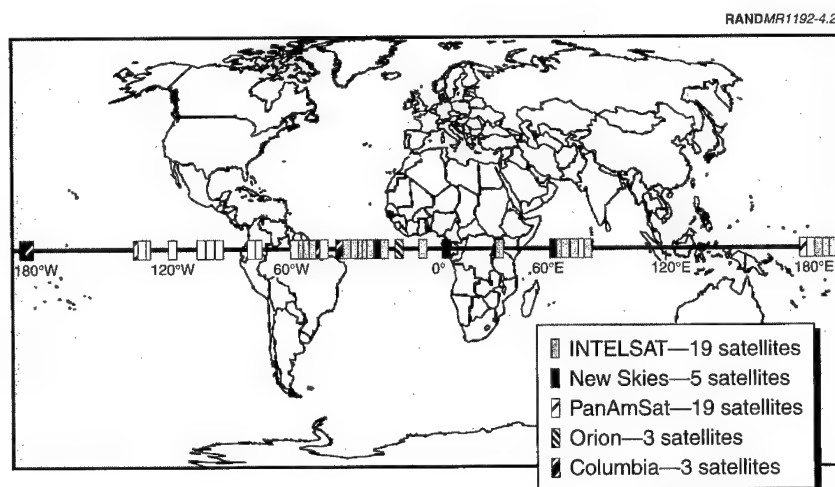 RANDMR1192-4.2
180°W
120°W
60°W
0°
60°E
120°E
180°E
INTELSAT—19 satellites
New Skies—5 satellites
PanAmSat—19 satellites
Orion—3 satellites
Columbia—3 satellites